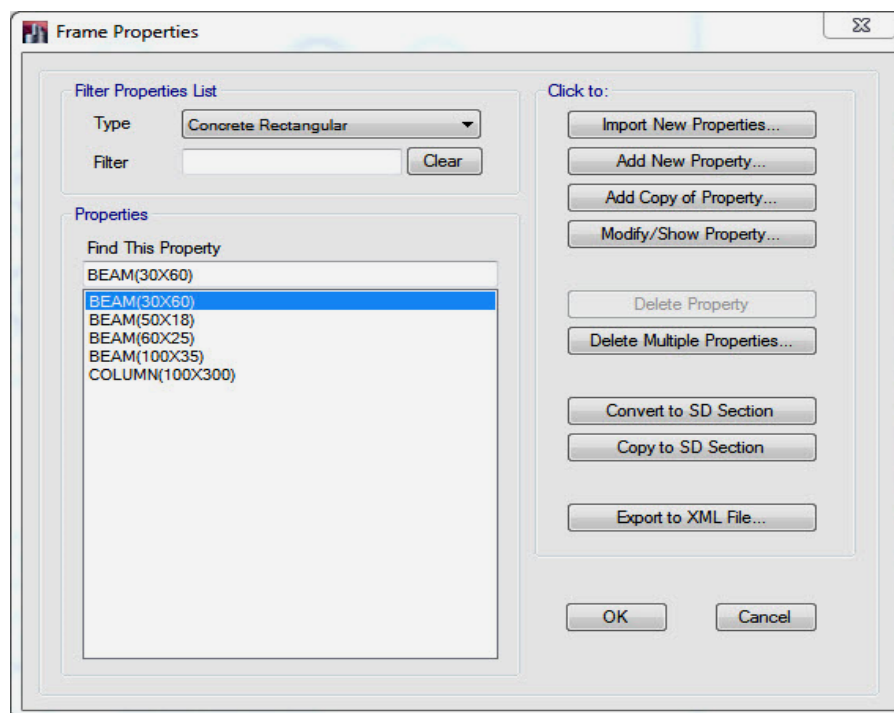 Frame Properties
Filter Properties List
Type
Concrete Rectangular
Filter
Clear
Properties
Find This Property
BEAM(30X60)
BEAM(30X60)
BEAM(50X18)
BEAM(60X25)
BEAM(100X35)
COLUMN(100X300)
Click to:
Import New Properties...
Add New Property...
Add Copy of Property...
Modify/Show Property...
Delete Property
Delete Multiple Properties...
Convert to SD Section
Copy to SD Section
Export to XML File...
OK
Cancel